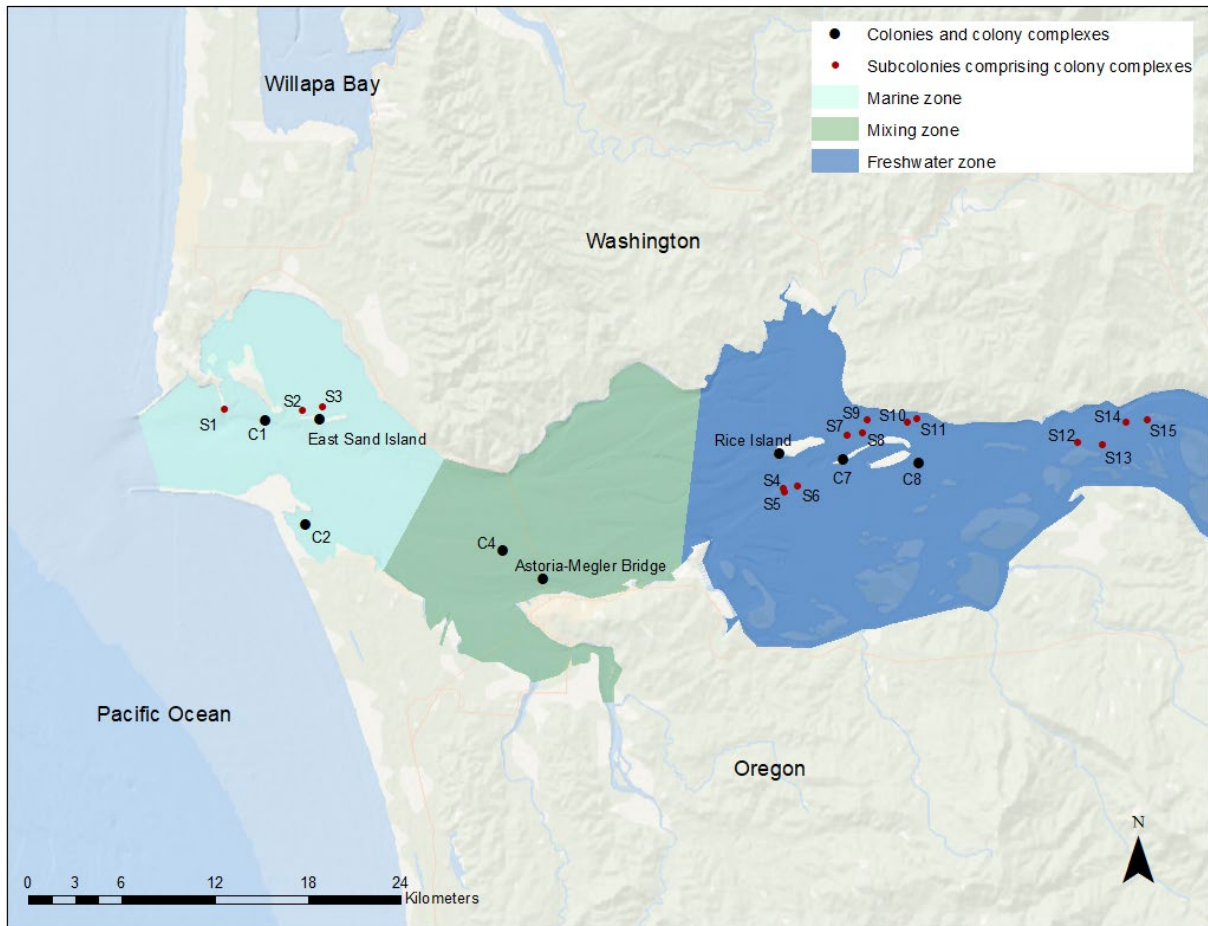 Colonies and colony complexes
Subcolonies comprising colony complexes
Marine zone
Mixing zone
Freshwater zone
Willapa Bay
Washington
S1
C1
S2
S3
East Sand Island
C2
C4
Astoria-Megler Bridge
Rice Island
S4
S5
S6
S7
S8
S9
S10
S11
C7
C8
S12
S13
S14
S15
Pacific Ocean
Oregon
N
0 3 6 12 18 24
Kilometers